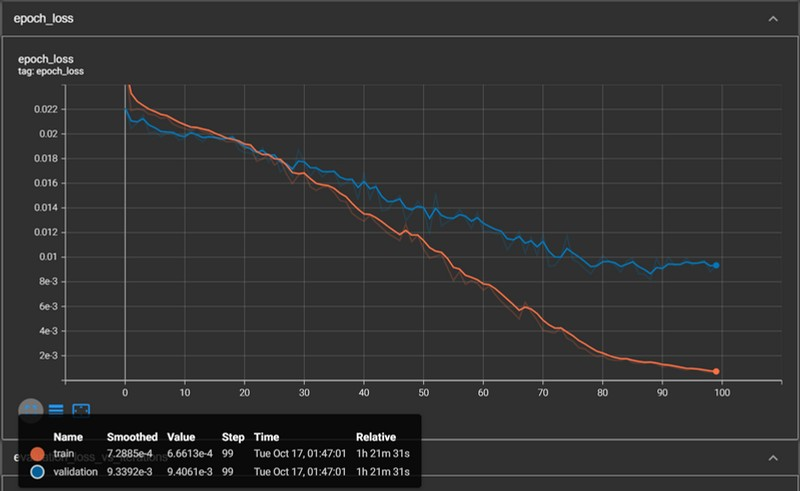 epoch_loss
epoch_loss
tag: epoch_loss
0.022
0.02
0.018
0.016
0.014
0.012
0.01
8e-3
6e-3
4e-3
2e-3
0 10 20 30 40 50 60 70 80 90 100
Name Smoothed Value Step Time Relative
train 7.2885e-4 6.6613e-4 99 Tue Oct 17, 01:47:01 1h 21m 31s
validation 9.3392e-3 9.4061e-3 99 Tue Oct 17, 01:47:01 1h 21m 31s
evaluation_loss_vs_iterations